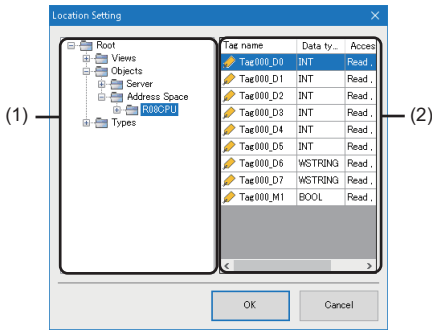 Location Setting
Root
Views
Objects
Server
Address Space
R08CPU
Types
Tag name Data ty... Acces
Tag000_D0 INT Read ,
Tag000_D1 INT Read ,
Tag000_D2 INT Read ,
Tag000_D3 INT Read ,
Tag000_D4 INT Read ,
Tag000_D5 INT Read ,
Tag000_D6 WSTRING Read ,
Tag000_D7 WSTRING Read ,
Tag000_M1 BOOL Read ,
(1)
(2)
OK Cancel